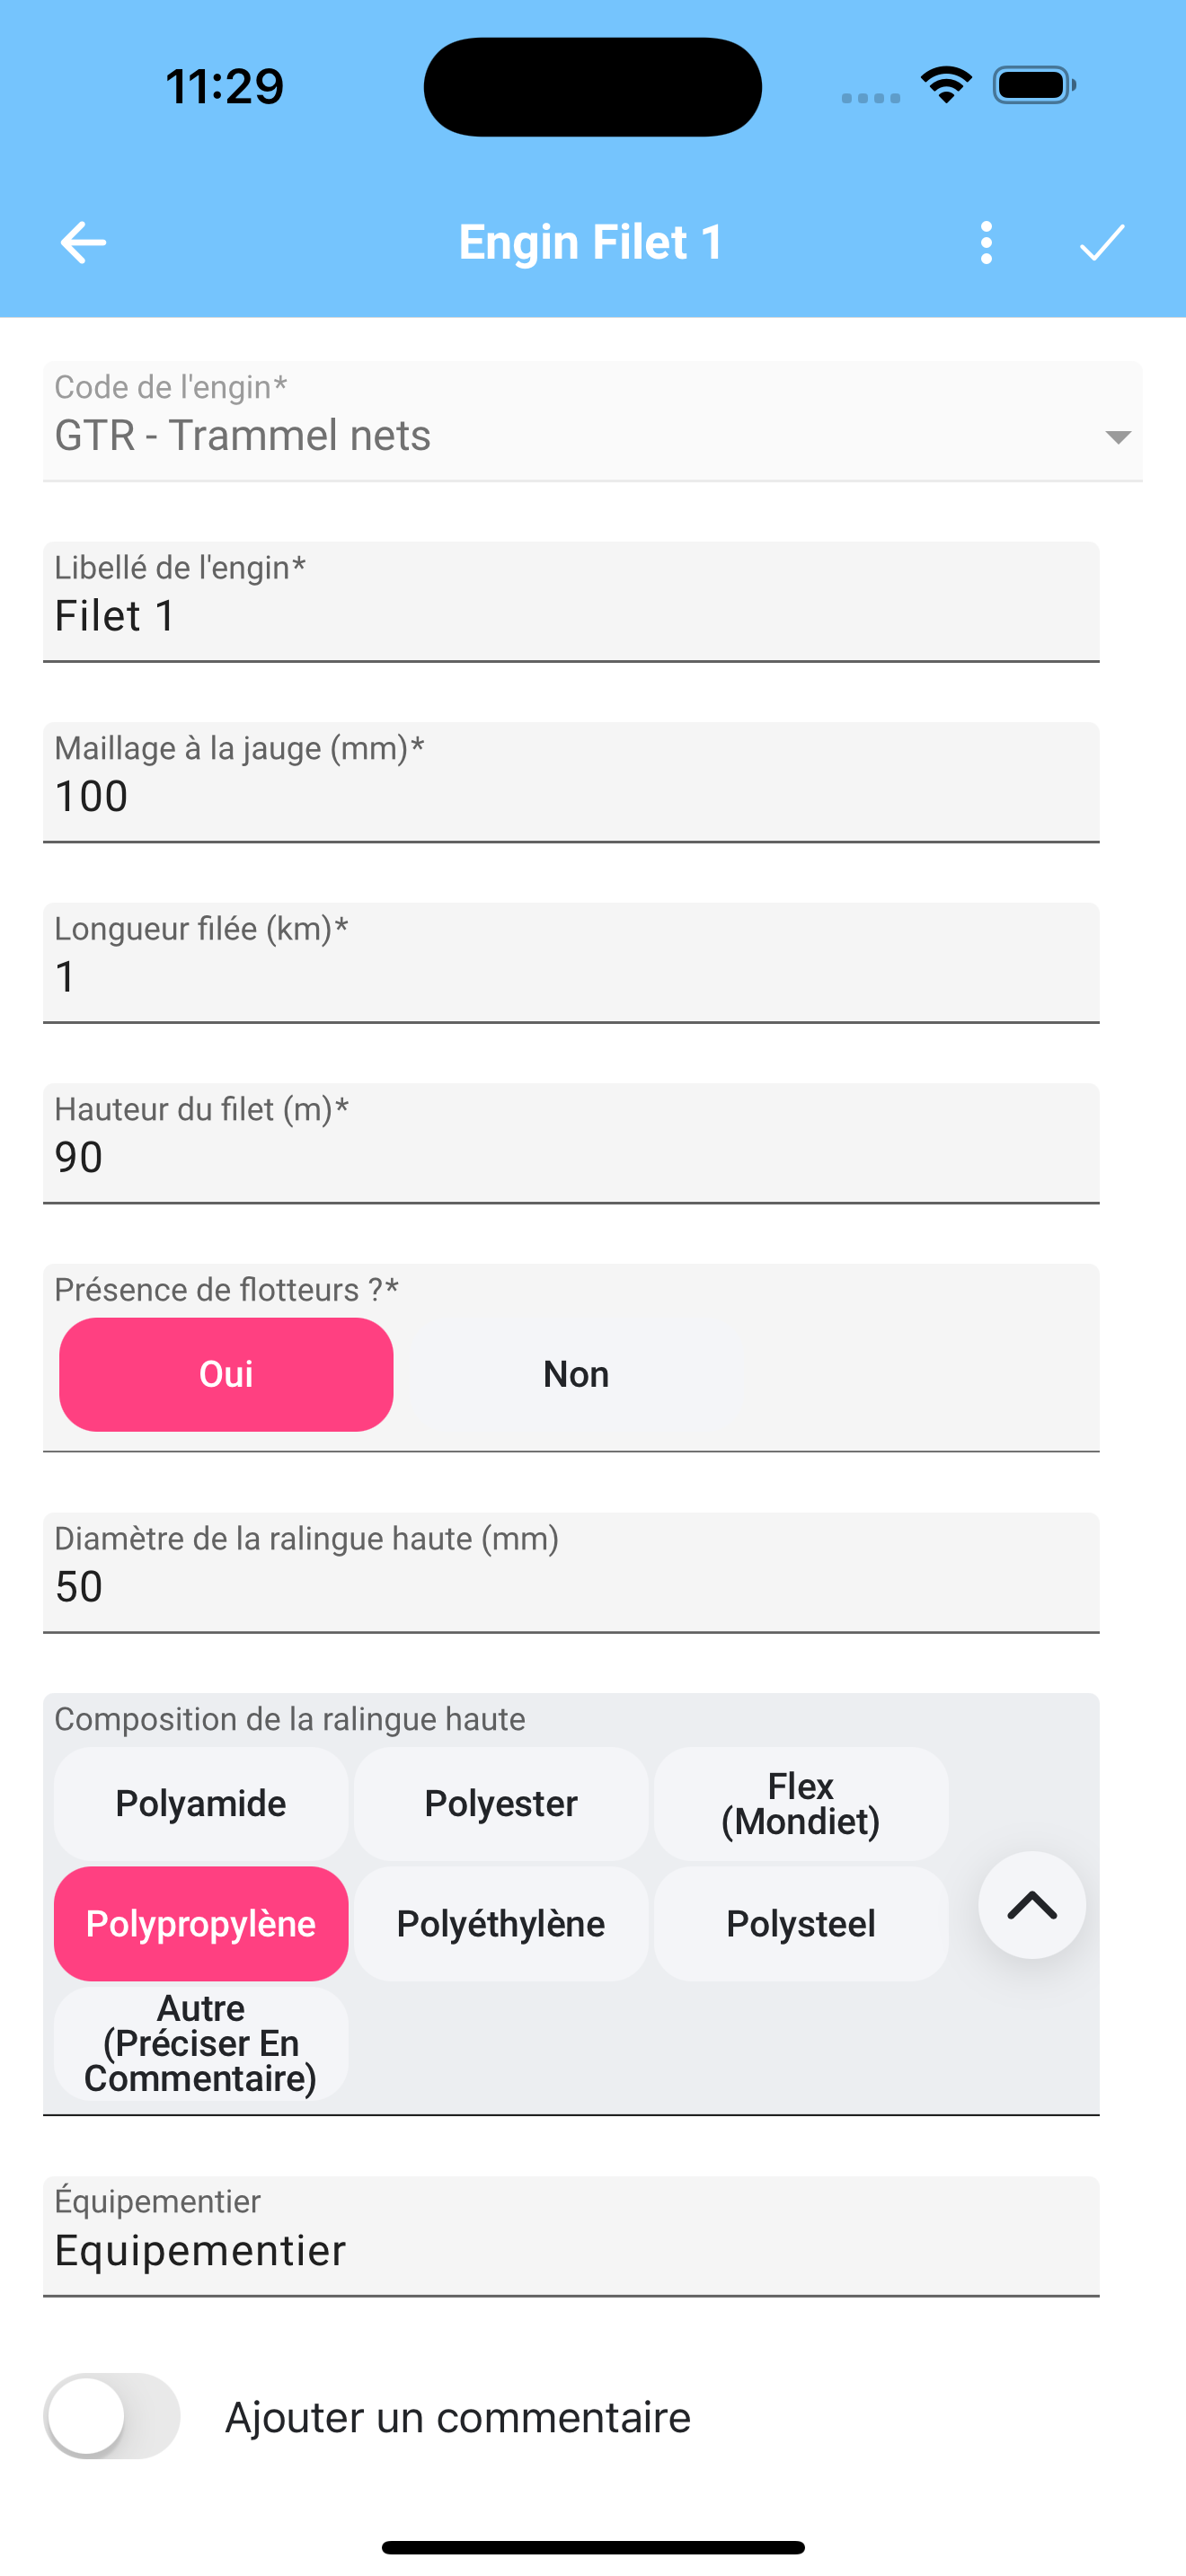 11:29
Engin Filet 1
Code de l'engin*
GTR - Trammel nets
Libellé de l'engin*
Filet 1
Maillage à la jauge (mm)*
100
Longueur filée (km)*
1
Hauteur du filet (m)*
90
Présence de flotteurs ?*
Oui
Non
Diamètre de la ralingue haute (mm)
50
Composition de la ralingue haute
Polyamide
Polyester
Flex
(Mondiet)
Polypropylène
Polyéthylène
Polysteel
Autre
(Préciser En
Commentaire)
Équipementier
Equipementier
Ajouter un commentaire